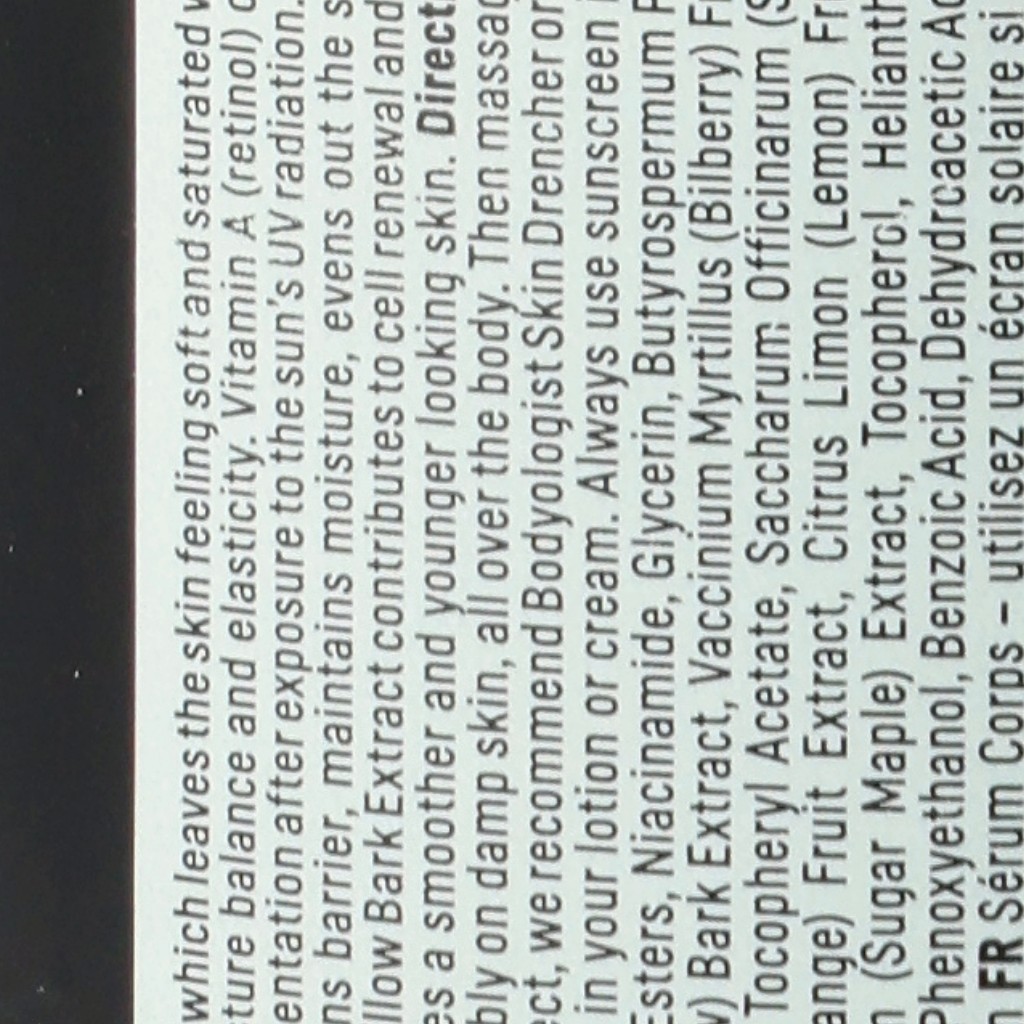 which leaves the skin feeling soft and saturated
ture balance and elasticity. Vitamin A (retinol)
entation after exposure to the sun's UV radiation.
ns barrier, maintains moisture, evens out the s
llow Bark Extract contributes to cell renewal and
es a smoother and younger looking skin. Direct
bly on damp skin, all over the body. Then massag
ct, we recommend Bodyologist Skin Drencher or
in your lotion or cream. Always use sunscreen
Esters, Niacinamide, Glycerin, Butyrospermum P
w) Bark Extract, Vaccinium Myrtillus (Bilberry) Fr
Tocopheryl Acetate, Saccharum Officinarum (S
ange) Fruit Extract, Citrus Limon (Lemon) Fru
n (Sugar Maple) Extract, Tocopherol, Helianth
Phenoxyethanol, Benzoic Acid, Dehydroacetic Ac
n FR Sérum Corps – utilisez un écran solaire si